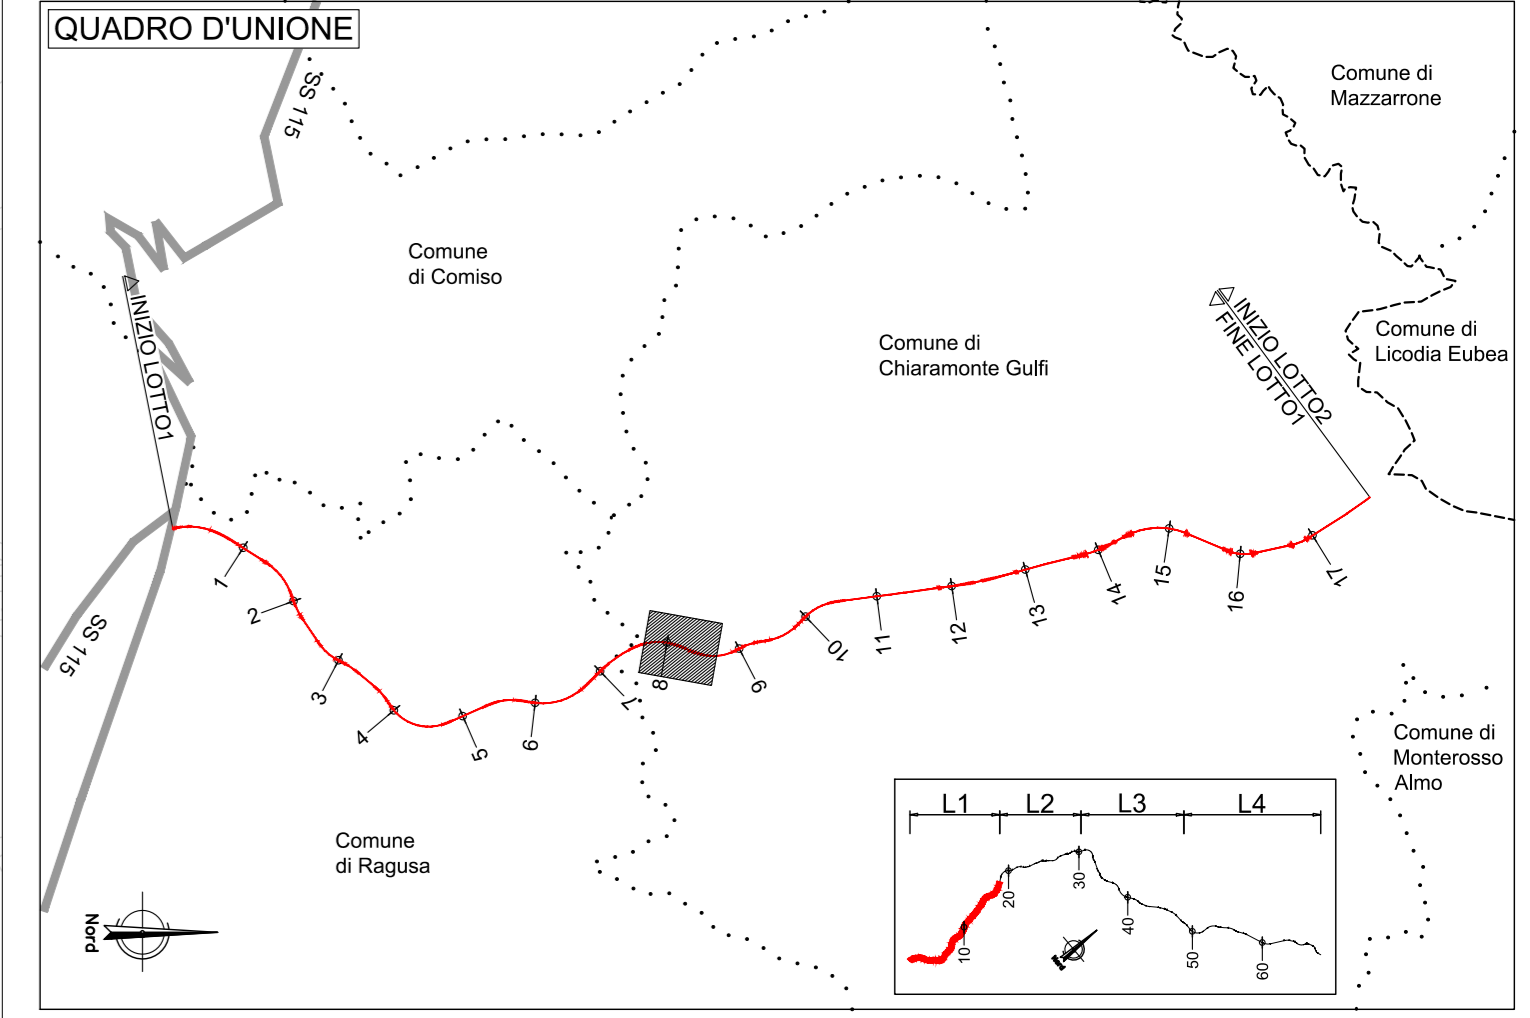 QUADRO D'UNIONE
SS 115
Comune di
Mazzarrone
Comune
di Comiso
INIZIO LOTTO1
Comune di
Chiaramonte Gulfi
INIZIO LOTTO2
FINE LOTTO1
Comune di
Licodia Eubea
1
2
3
4
5
6
7
8
9
10
11
12
13
14
15
16
17
SS 115
Comune
di Ragusa
Comune di
Monterosso
Almo
Nord
L1 L2 L3 L4
10
20
30
40
50
60
Nord